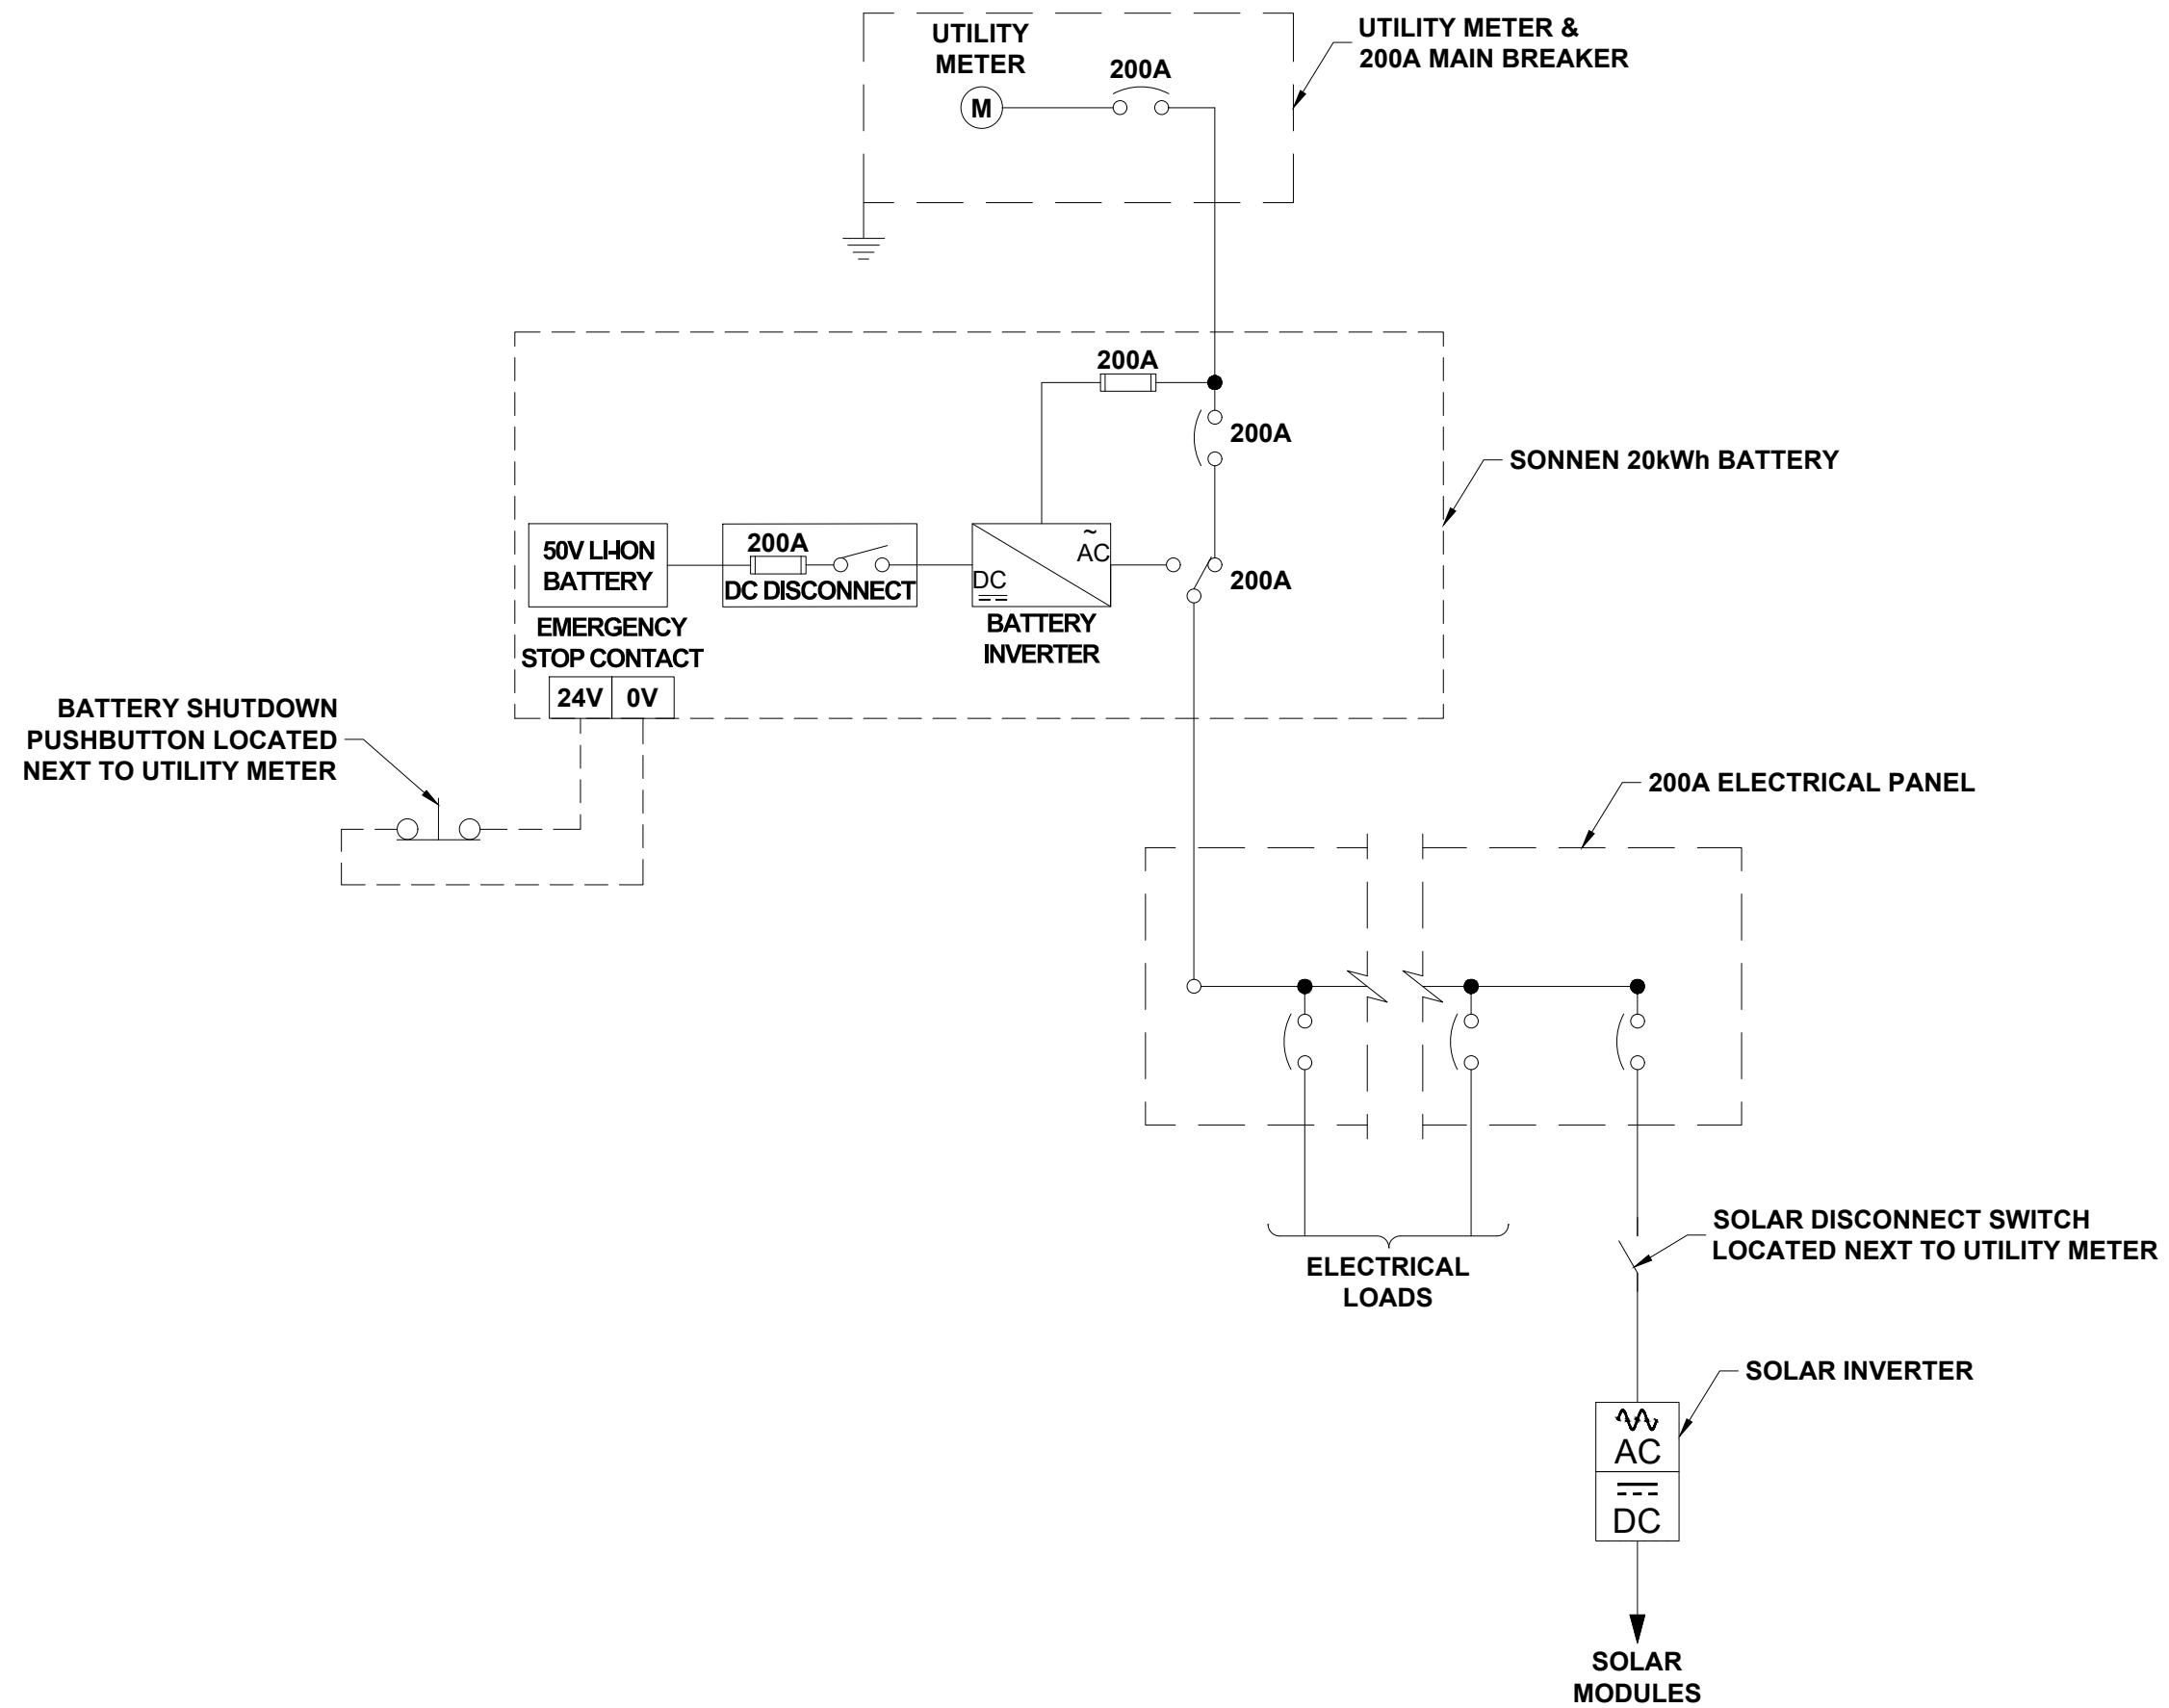 UTILITY
METER
M
200A
UTILITY METER &
200A MAIN BREAKER
200A
200A
SONNEN 20kWh BATTERY
50V LI-ION
BATTERY
200A
DC DISCONNECT
~
AC
DC
BATTERY
INVERTER
200A
EMERGENCY
STOP CONTACT
24V 0V
BATTERY SHUTDOWN
PUSHBUTTON LOCATED
NEXT TO UTILITY METER
200A ELECTRICAL PANEL
ELECTRICAL
LOADS
SOLAR DISCONNECT SWITCH
LOCATED NEXT TO UTILITY METER
SOLAR INVERTER
AC
DC
SOLAR
MODULES